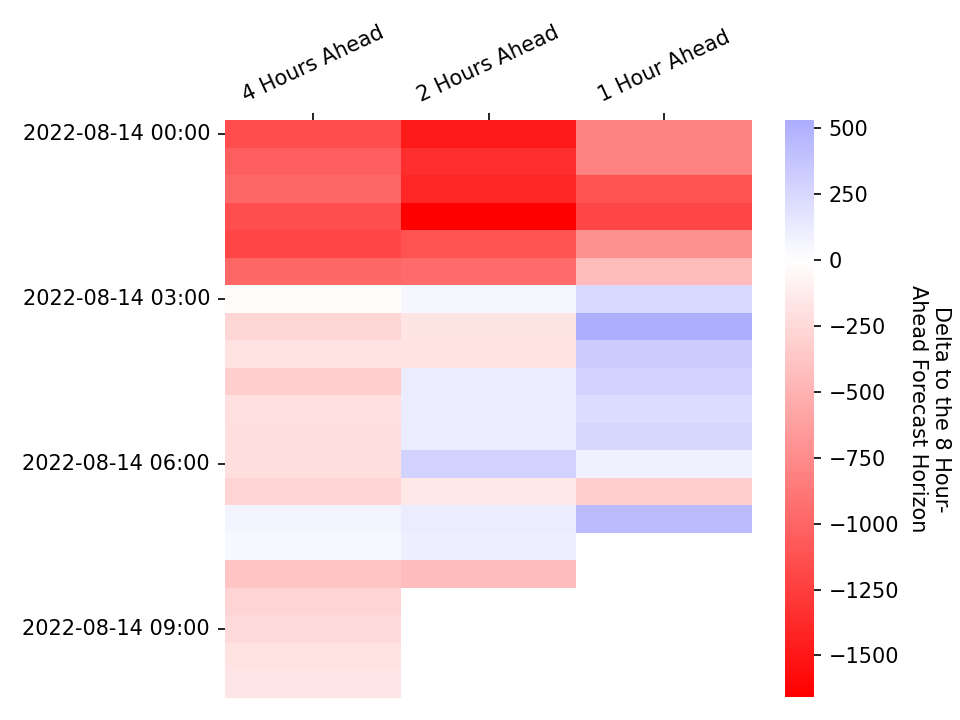 4 Hours Ahead
2 Hours Ahead
1 Hour Ahead
2022-08-14 00:00
2022-08-14 03:00
2022-08-14 06:00
2022-08-14 09:00
500
250
0
−250
−500
−750
−1000
−1250
−1500
Delta to the 8 Hour-
Ahead Forecast Horizon